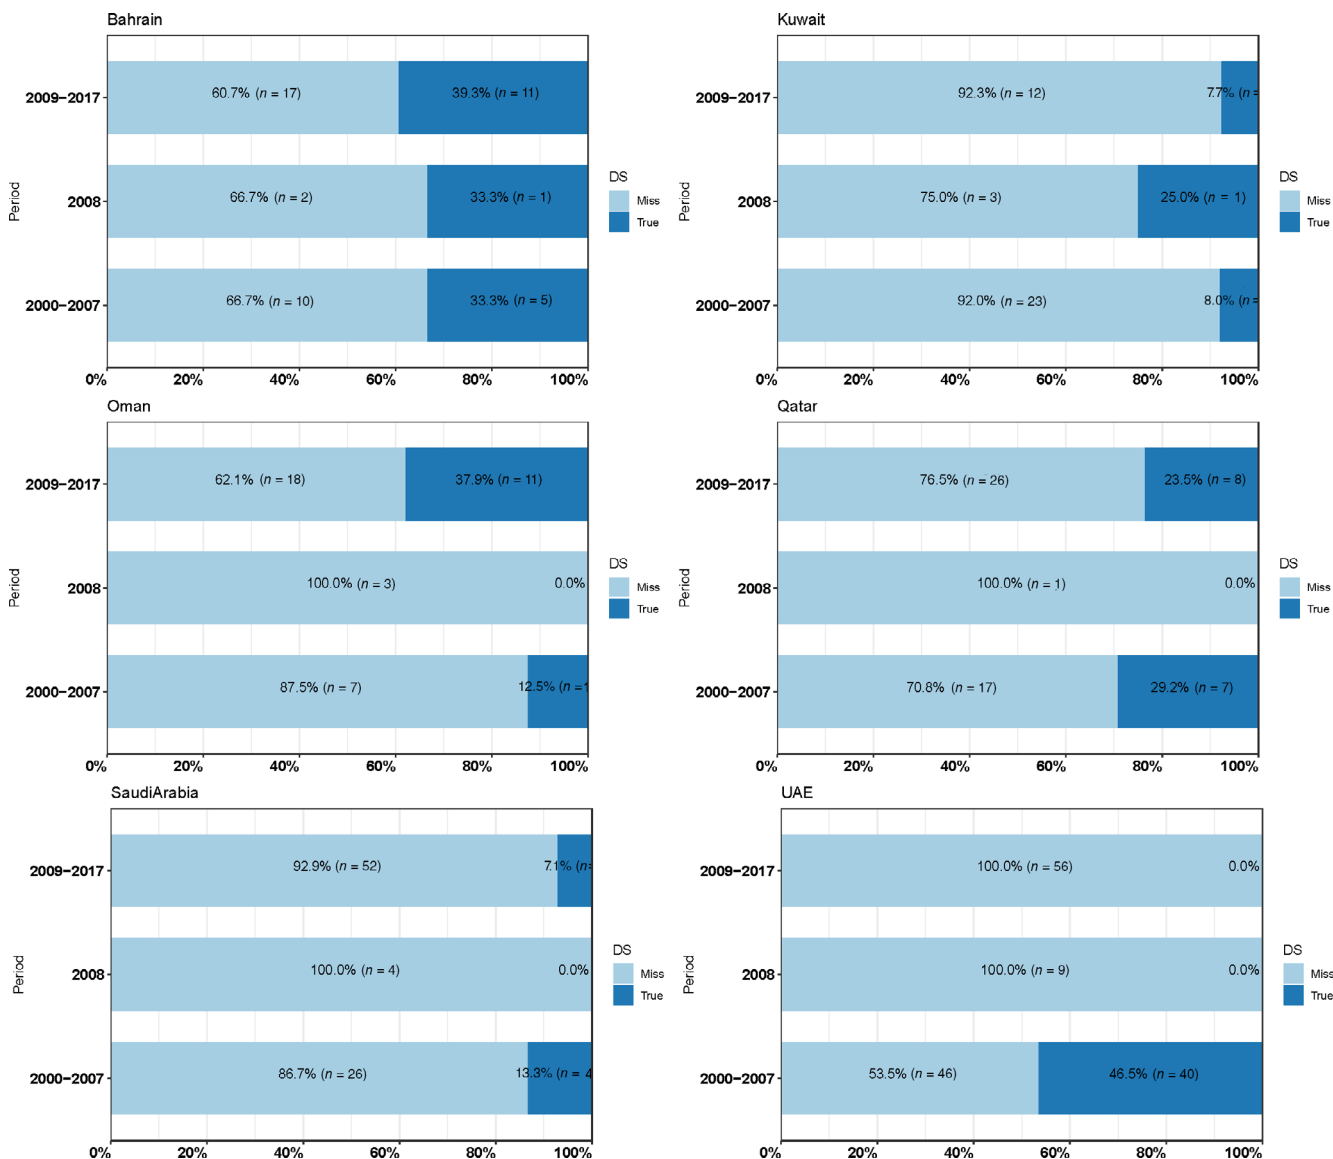 Bahrain
2009−2017
60.7% (n = 17)
39.3% (n = 11)
2008
66.7% (n = 2)
33.3% (n = 1)
2000−2007
66.7% (n = 10)
33.3% (n = 5)
0% 20% 40% 60% 80% 100%
Period
DS
Miss
True
Kuwait
2009−2017
92.3% (n = 12)
7.7% (n =
2008
75.0% (n = 3)
25.0% (n = 1)
2000−2007
92.0% (n = 23)
8.0% (n =
0% 20% 40% 60% 80% 100%
Period
DS
Miss
True
Oman
2009−2017
62.1% (n = 18)
37.9% (n = 11)
2008
100.0% (n = 3)
0.0%
2000−2007
87.5% (n = 7)
12.5% (n =1
0% 20% 40% 60% 80% 100%
Period
DS
Miss
True
Qatar
2009−2017
76.5% (n = 26)
23.5% (n = 8)
2008
100.0% (n = 1)
0.0%
2000−2007
70.8% (n = 17)
29.2% (n = 7)
0% 20% 40% 60% 80% 100%
Period
DS
Miss
True
SaudiArabia
2009−2017
92.9% (n = 52)
7.1% (n=
2008
100.0% (n = 4)
0.0%
2000−2007
86.7% (n = 26)
13.3% (n = 4
0% 20% 40% 60% 80% 100%
Period
DS
Miss
True
UAE
2009−2017
100.0% (n = 56)
0.0%
2008
100.0% (n = 9)
0.0%
2000−2007
53.5% (n = 46)
46.5% (n = 40)
0% 20% 40% 60% 80% 100%
Period
DS
Miss
True